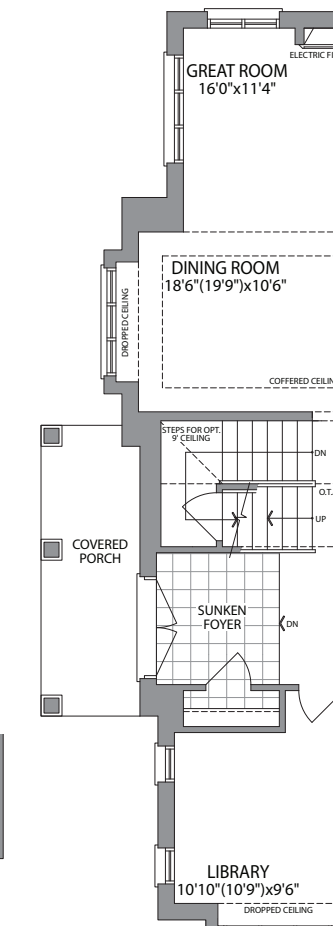 ELECTRIC FI
GREAT ROOM
16'0"x11'4"
DINING ROOM
18'6"(19'9")x10'6"
DROPPED CEILING
COFFERED CEILIN
STEPS FOR OPT.
9' CEILING
DN
O.T.
UP
COVERED
PORCH
SUNKEN
FOYER
DN
LIBRARY
10'10"(10'9")x9'6"
DROPPED CEILING